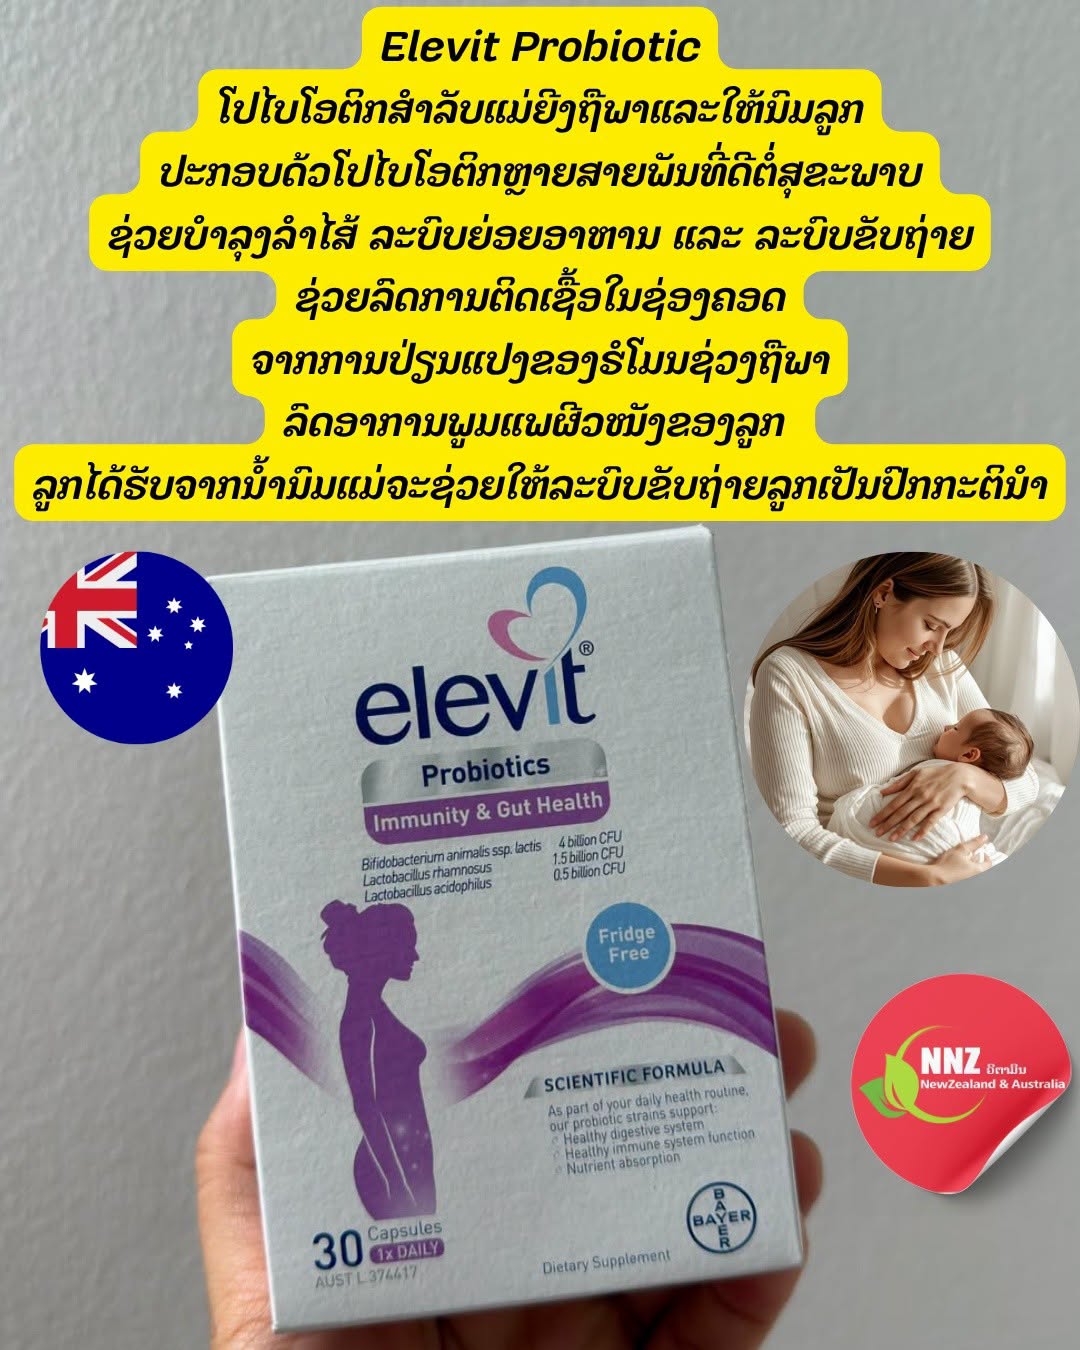 Elevit Probiotic
ໂປໄບໂອຕິກສຳລັບແມ່ຍິງຖືພາແລະໃຫ້ນົມລູກ
ປະກອບດ້ວໂປໄບໂອຕິກຫຼາຍສາຍພັນທີ່ດີຕໍ່ສຸຂະພາບ
ຊ່ວຍບຳລຸງລຳໄສ້ ລະບົບຍ່ອຍອາຫານ ແລະ ລະບົບຂັບຖ່າຍ
ຊ່ວຍລົດການຕິດເຊື້ອໃນຊ່ອງຄອດ
ຈາກການປ່ຽນແປງຂອງຮໍໂມນຊ່ວງຖືພາ
ລົດອາການພູມແພຜີວໜັງຂອງລູກ
ລູກໄດ້ຮັບຈາກນ້ຳນົມແມ່ຈະຊ່ວຍໃຫ້ລະບົບຂັບຖ່າຍລູກເປັນປົກກະຕິນຳ
elevit®
Probiotics
Immunity & Gut Health
Bifidobacterium animalis ssp. lactis 4 billion CFU
Lactobacillus rhamnosus 1.5 billion CFU
Lactobacillus acidophilus 0.5 billion CFU
Fridge
Free
SCIENTIFIC FORMULA
As part of your daily health routine,
our probiotic strains support:
Healthy digestive system
Healthy immune system function
Nutrient absorption
30 Capsules
1x DAILY
AUST L 374417
Dietary Supplement
BAYER
BAYER
NNZ ວິຕາມິນ
NewZealand & Australia